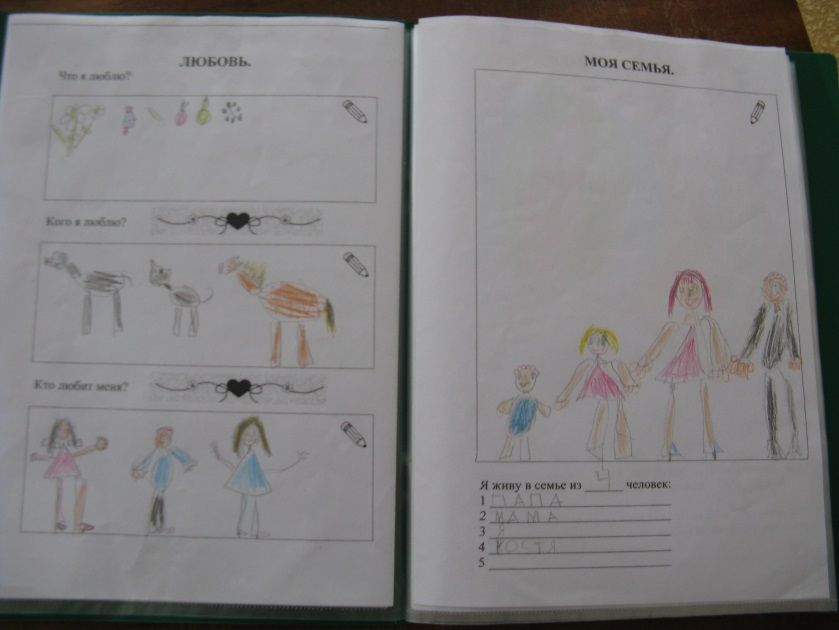 ЛЮБОВЬ.
Что я люблю?
Кого я люблю?
Кто любит меня?
МОЯ СЕМЬЯ.
Я живу в семье из 4 человек:
1 ПАПА
2 МАМА
3 Я
4 КОСТЯ
5